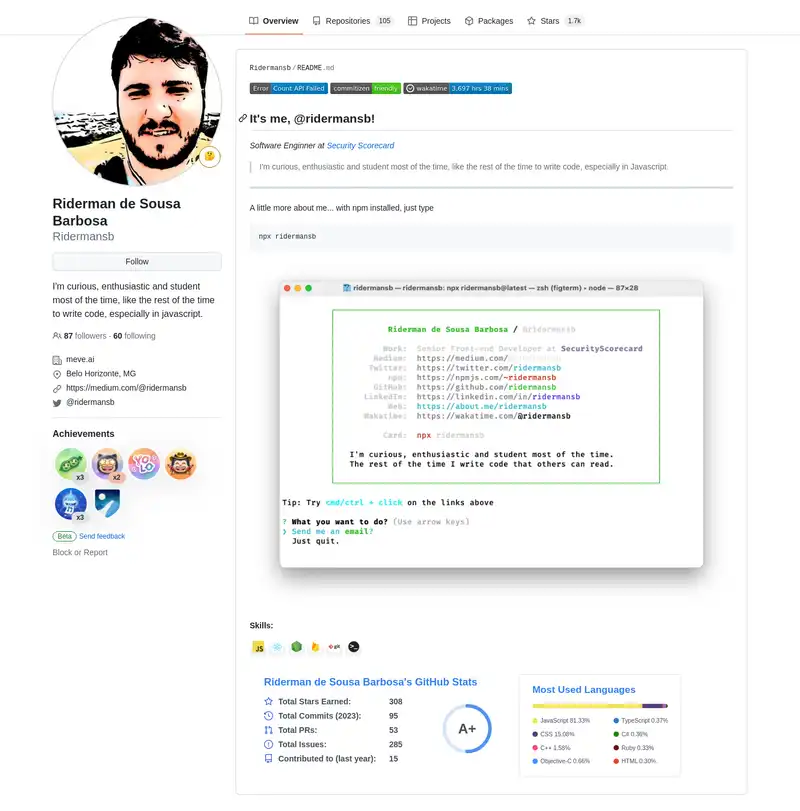 Overview
Repositories 105
Projects
Packages
Stars 1.7k
Riderman de Sousa
Barbosa
Ridermansb
Follow
I'm curious, enthusiastic and student
most of the time, like the rest of the time
to write code, especially in javascript.
87 followers · 60 following
meve.ai
Belo Horizonte, MG
https://medium.com/@ridermansb
@ridermansb
Achievements
x3
x2
YOLO
x3
Beta Send feedback
Block or Report
Ridermansb / README.md
Error Count API Failed commitizen friendly wakatime 3,697 hrs 38 mins
It's me, @ridermansb!
Software Enginner at Security Scorecard
I'm curious, enthusiastic and student most of the time, like the rest of the time to write code, especially in Javascript.
A little more about me... with npm installed, just type
npx ridermansb
ridermansb — ridermansb: npx ridermansb@latest — zsh (figterm) • node — 87×28
Riderman de Sousa Barbosa / @ridermansb
Work: Senior Front-end Developer at SecurityScorecard
Medium: https://medium.com/
Twitter: https://twitter.com/ridermansb
npm: https://npmjs.com/~ridermansb
GitHub: https://github.com/ridermansb
LinkedIn: https://linkedin.com/in/ridermansb
Web: https://about.me/ridermansb
Wakatime: https://wakatime.com/@ridermansb
Card: npx ridermansb
I'm curious, enthusiastic and student most of the time.
The rest of the time I write code that others can read.
Tip: Try cmd/ctrl + click on the links above
? What you want to do? (Use arrow keys)
❯ Send me an email?
Just quit.
Skills:
JS
git
Riderman de Sousa Barbosa's GitHub Stats
Total Stars Earned: 308
Total Commits (2023): 95
Total PRs: 53
Total Issues: 285
Contributed to (last year): 15
A+
Most Used Languages
JavaScript 81.33%
CSS 15.08%
C++ 1.58%
Objective-C 0.66%
TypeScript 0.37%
C# 0.36%
Ruby 0.33%
HTML 0.30%